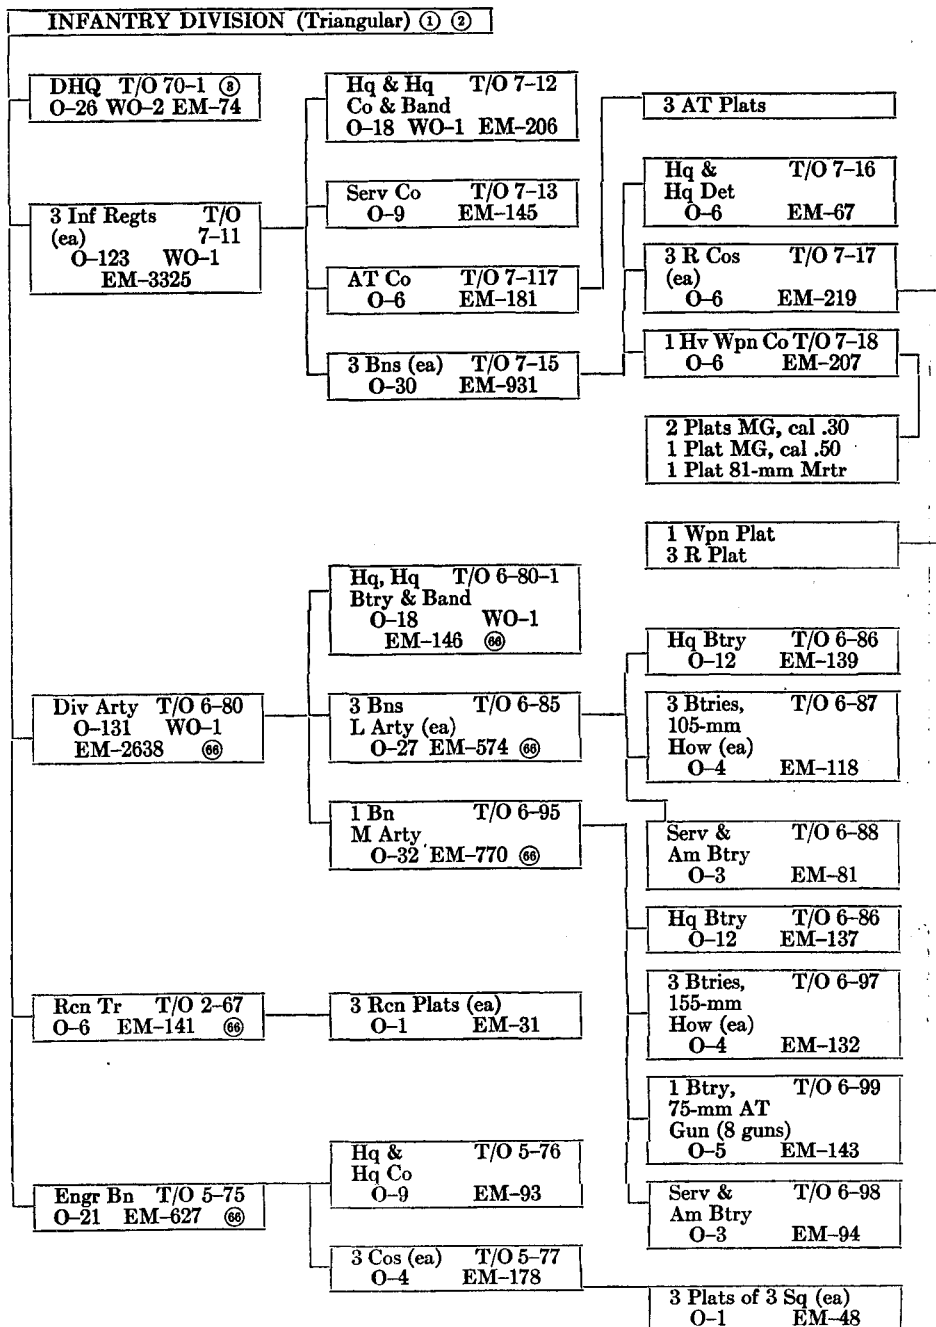 INFANTRY DIVISION (Triangular) ① ②
DHQ T/O 70–1 ⑧
O–26 WO–2 EM–74
3 Inf Regts T/O
(ea) 7–11
O–123 WO–1
EM–3325
Hq & Hq T/O 7–12
Co & Band
O–18 WO–1 EM–206
Serv Co T/O 7–13
O–9 EM–145
AT Co T/O 7–117
O–6 EM–181
3 Bns (ea) T/O 7–15
O–30 EM–931
3 AT Plats
Hq & T/O 7–16
Hq Det
O–6 EM–67
3 R Cos T/O 7–17
(ea)
O–6 EM–219
1 Hv Wpn Co T/O 7–18
O–6 EM–207
2 Plats MG, cal .30
1 Plat MG, cal .50
1 Plat 81-mm Mrtr
1 Wpn Plat
3 R Plat
Div Arty T/O 6–80
O–131 WO–1
EM–2638 ㊻
Hq, Hq T/O 6–80–1
Btry & Band
O–18 WO–1
EM–146 (66)
3 Bns T/O 6–85
L Arty (ea)
O–27 EM–574 (66)
1 Bn T/O 6–95
M Arty
O–32 EM–770 (66)
Hq Btry T/O 6–86
O–12 EM–139
3 Btries, T/O 6–87
105-mm
How (ea)
O–4 EM–118
Serv & T/O 6–88
Am Btry
O–3 EM–81
Hq Btry T/O 6–86
O–12 EM–137
3 Btries, T/O 6–97
155-mm
How (ea)
O–4 EM–132
1 Btry, T/O 6–99
75-mm AT
Gun (8 guns)
O–5 EM–143
Serv & T/O 6–98
Am Btry
O–3 EM–94
Rcn Tr T/O 2–67
O–6 EM–141 (66)
3 Rcn Plats (ea)
O–1 EM–31
Engr Bn T/O 5–75
O–21 EM–627 (66)
Hq & T/O 5–76
Hq Co
O–9 EM–93
3 Cos (ea) T/O 5–77
O–4 EM–178
3 Plats of 3 Sq (ea)
O–1 EM–48